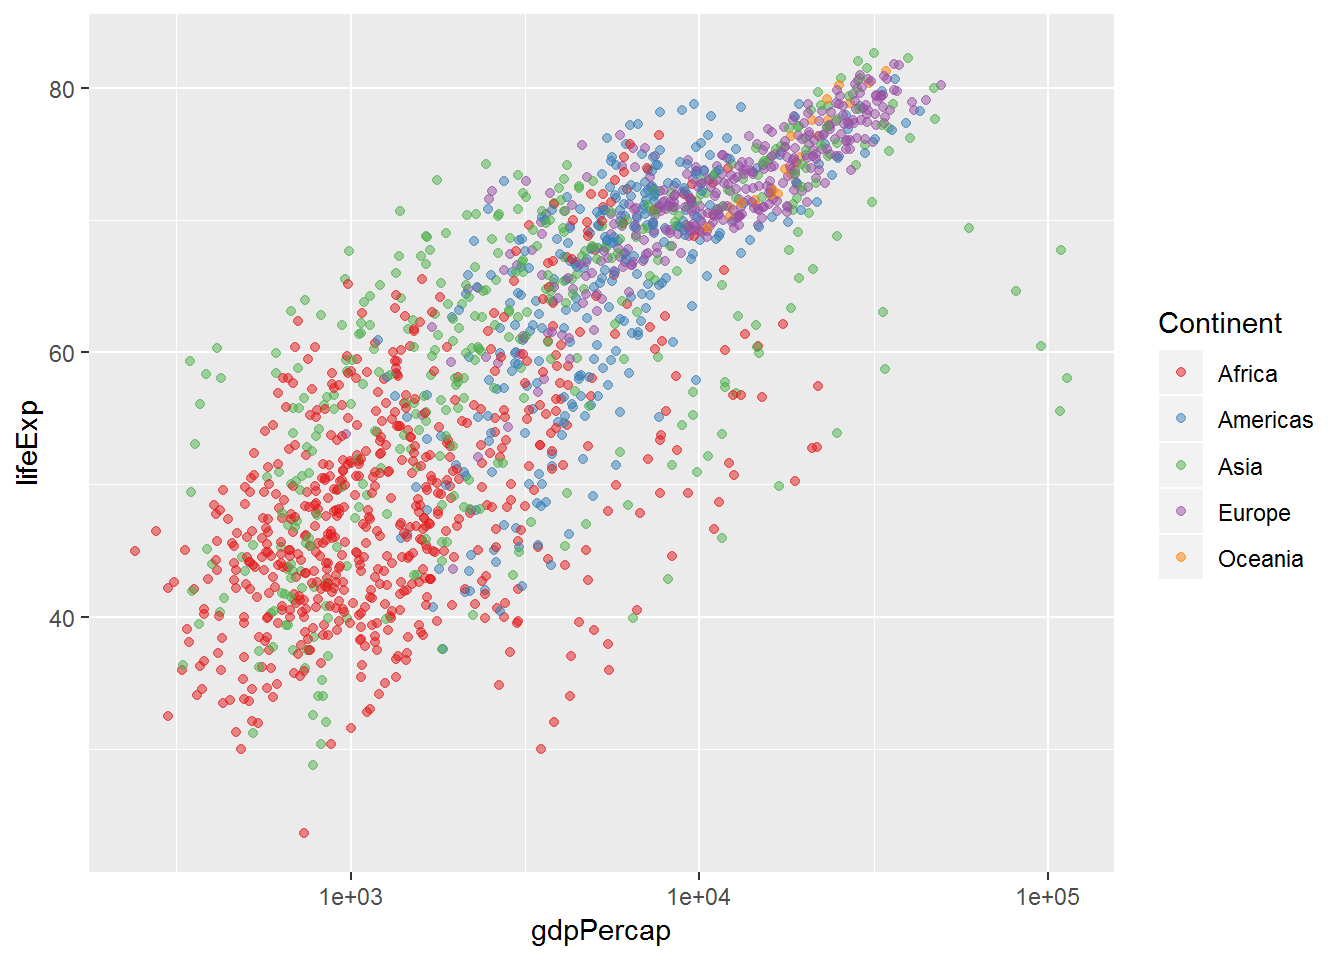 80
60
40
lifeExp
1e+03
1e+04
1e+05
gdpPercap
Continent
Africa
Americas
Asia
Europe
Oceania